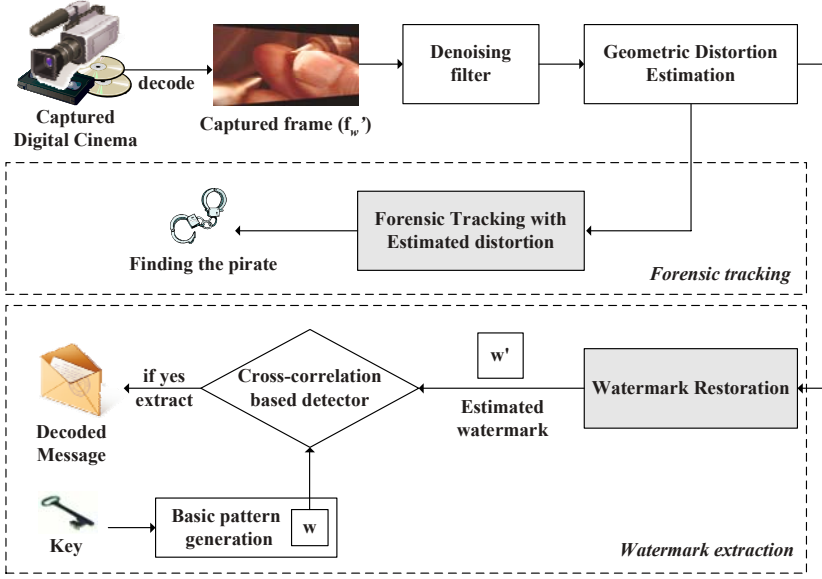 decode
Captured
Digital Cinema
Captured frame (fw')
Denoising
filter
Geometric Distortion
Estimation
Forensic Tracking with
Estimated distortion
Finding the pirate
Forensic tracking
if yes
extract
Cross-correlation
based detector
w'
Estimated
watermark
Watermark Restoration
Decoded
Message
Key
Basic pattern
generation
w
Watermark extraction